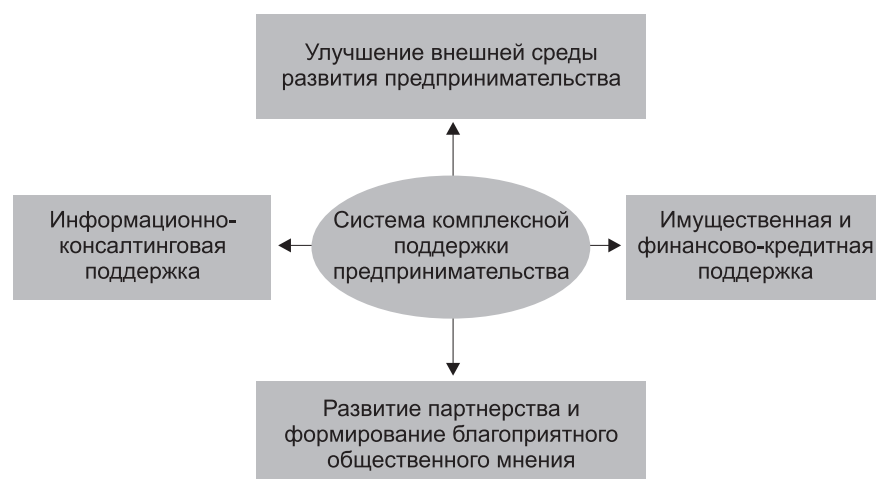 Улучшение внешней среды
развития предпринимательства
Информационно-
консалтинговая
поддержка
Система комплексной
поддержки
предпринимательства
Имущественная и
финансово-кредитная
поддержка
Развитие партнерства и
формирование благоприятного
общественного мнения